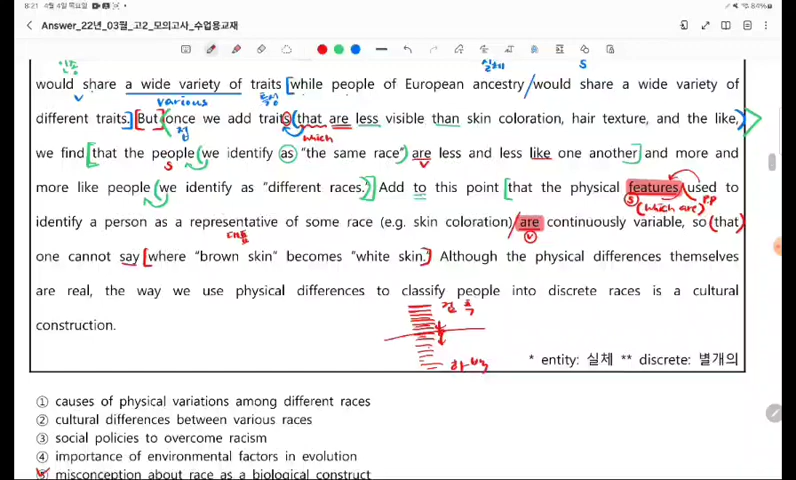 8:21 4월 4일 목요일
84%
Answer_22년_03월_고2_모의고사_수업용교재
인종
실체
S
would share a wide variety of traits [while people of European ancestry/would share a wide variety of
V
various
특징
different traits.] [But] (once we add traits (that are less visible than skin coloration, hair texture, and the like,)
which
we find [that the people (we identify as "the same race") are less and less like one another] and more and
S
V
more like people (we identify as "different races.")] Add to this point [that the physical features used to
S
(which are) P.P
identify a person as a representative of some race (e.g. skin coloration)/are continuously variable, so (that)
대표
V
one cannot say [where "brown skin" becomes "white skin."] Although the physical differences themselves
are real, the way we use physical differences to classify people into discrete races is a cultural
construction.
* entity: 실체 ** discrete: 별개의
① causes of physical variations among different races
② cultural differences between various races
③ social policies to overcome racism
④ importance of environmental factors in evolution
⑤ misconception about race as a biological construct